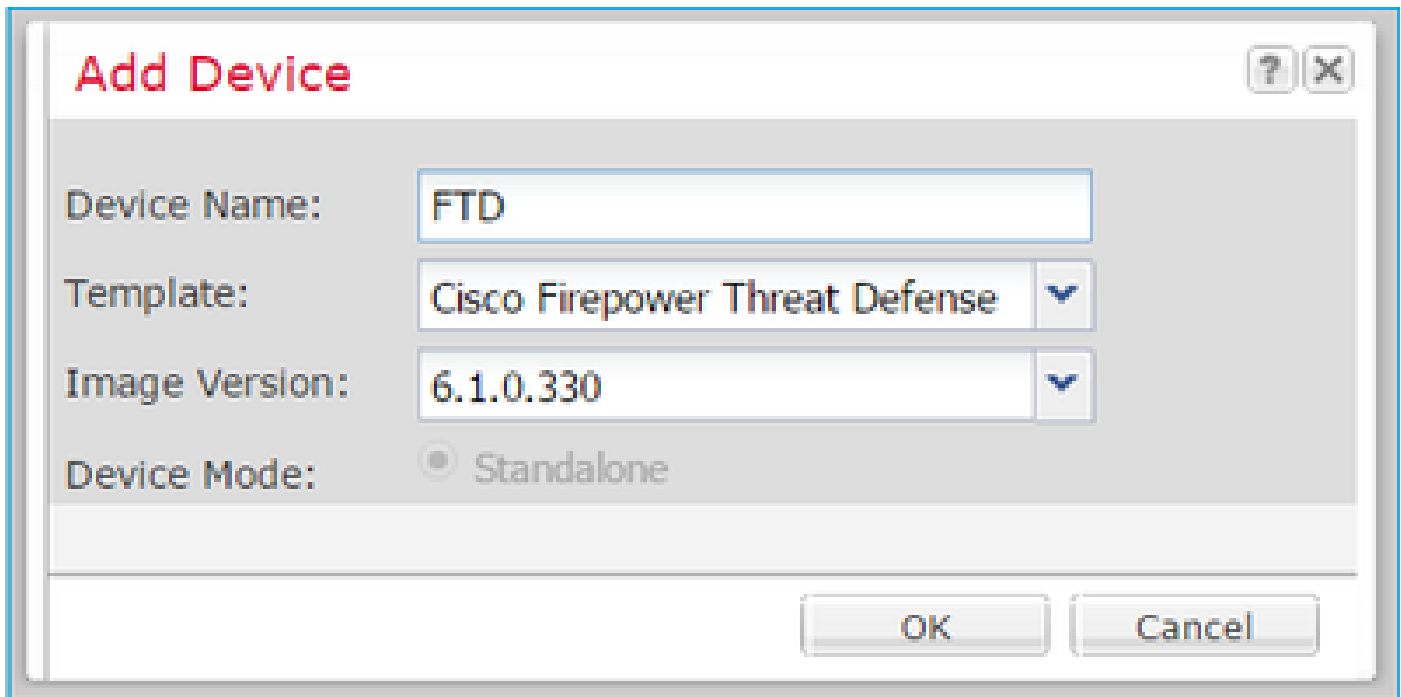 Add Device
Device Name: FTD
Template: Cisco Firepower Threat Defense
Image Version: 6.1.0.330
Device Mode: Standalone
OK Cancel